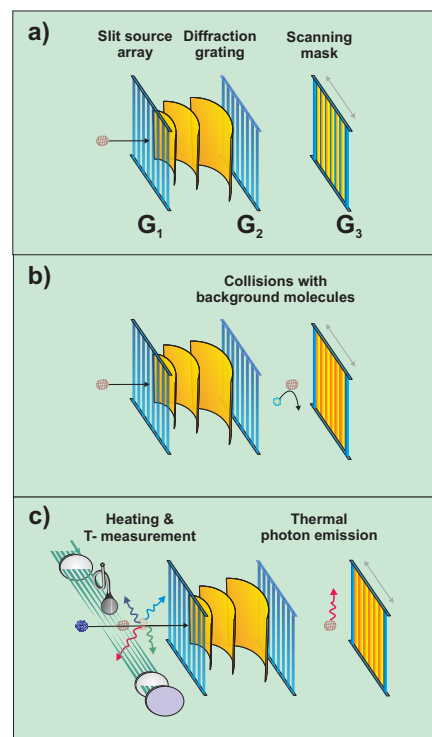 a)
Slit source Diffraction Scanning
array grating mask
G1 G2 G3
b)
Collisions with
background molecules
c)
Heating & Thermal
T- measurement photon emission